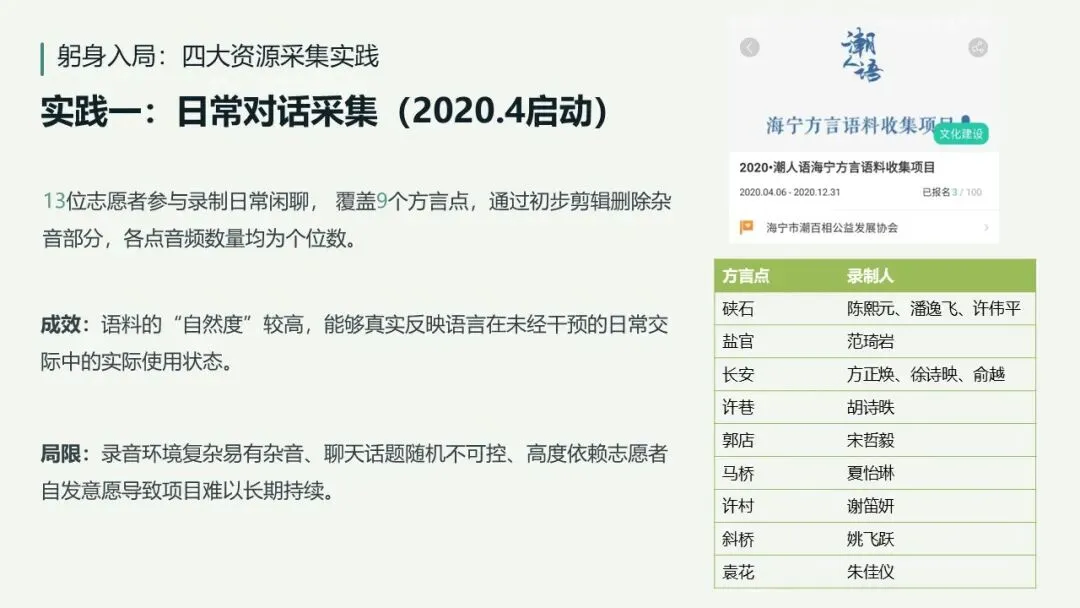 躬身入局：四大资源采集实践
实践一：日常对话采集（2020.4启动）
13位志愿者参与录制日常闲聊， 覆盖9个方言点，通过初步剪辑删除杂
音部分，各点音频数量均为个位数。
成效：语料的“自然度”较高，能够真实反映语言在未经干预的日常交
际中的实际使用状态。
局限：录音环境复杂易有杂音、聊天话题随机不可控、高度依赖志愿者
自发意愿导致项目难以长期持续。
潮
人语
海宁方言语料收集项目
文化建设
2020•潮人语海宁方言语料收集项目
2020.04.06 - 2020.12.31 已报名 3 / 100
海宁市潮百相公益发展协会
方言点 录制人
硖石 陈熙元、潘逸飞、许伟平
盐官 范琦岩
长安 方正焕、徐诗映、俞越
许巷 胡诗昳
郭店 宋哲毅
马桥 夏怡琳
许村 谢笛妍
斜桥 姚飞跃
袁花 朱佳仪